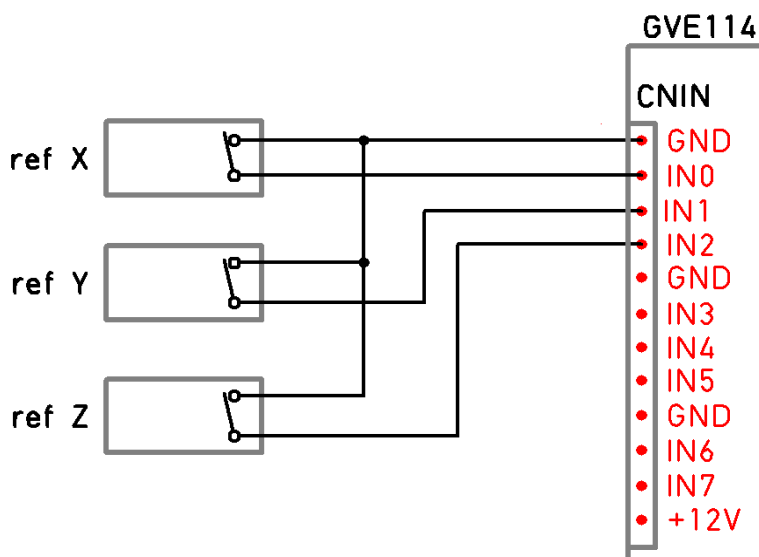 GVE114
CNIN
ref X
GND
IN0
IN1
ref Y
IN2
GND
IN3
IN4
IN5
ref Z
GND
IN6
IN7
+12V